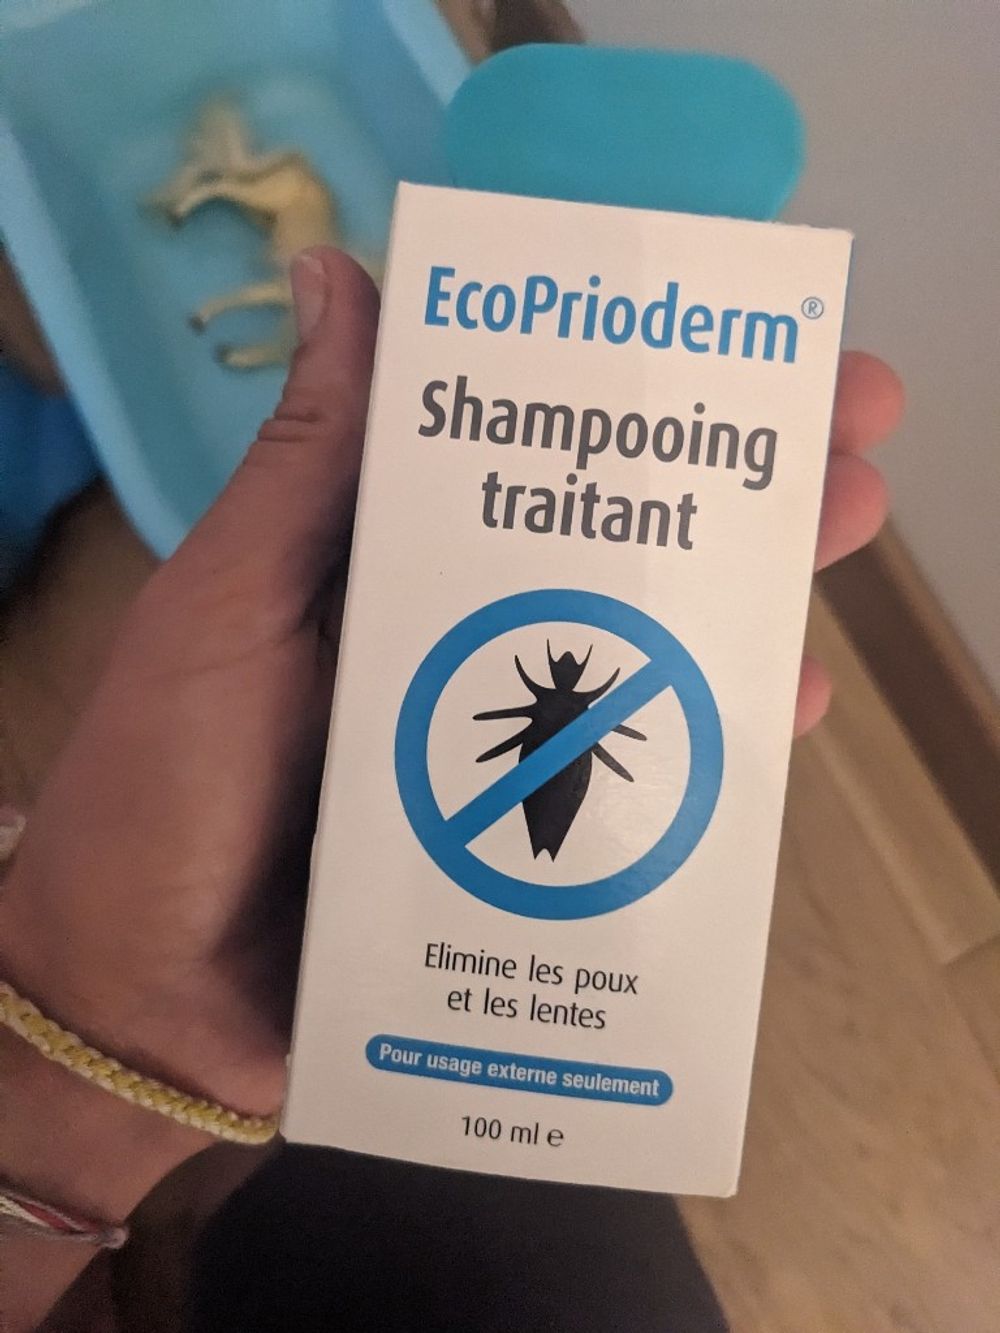 EcoPrioderm®
Shampooing
traitant
Elimine les poux
et les lentes
Pour usage externe seulement
100 ml ℮